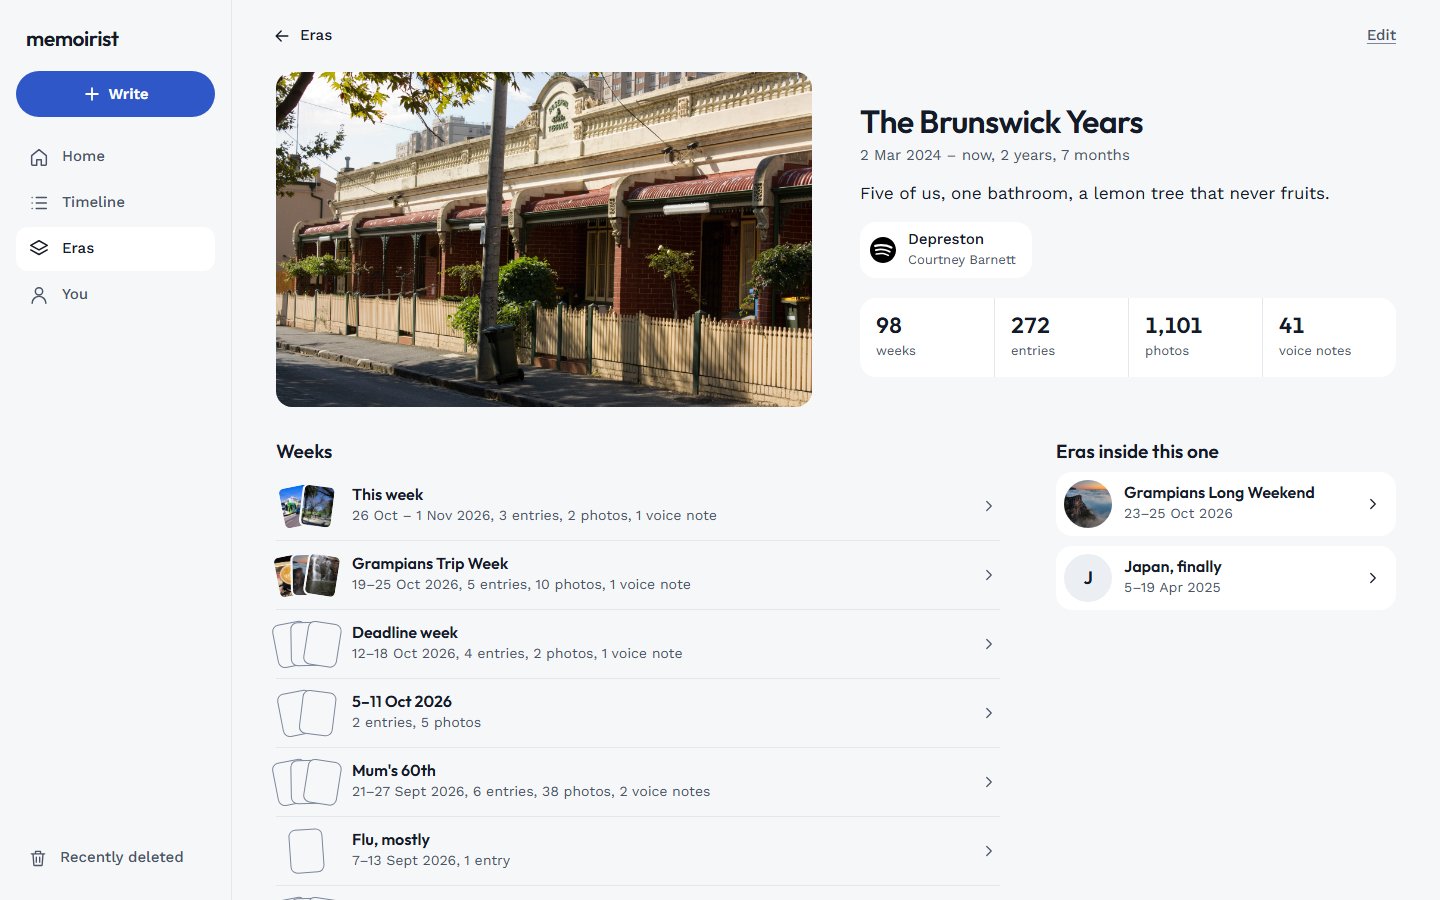 memoirist
Write
Home
Timeline
Eras
You
Recently deleted
Eras
Edit
The Brunswick Years
2 Mar 2024 – now, 2 years, 7 months
Five of us, one bathroom, a lemon tree that never fruits.
Depreston
Courtney Barnett
98
weeks
272
entries
1,101
photos
41
voice notes
Weeks
This week
26 Oct – 1 Nov 2026, 3 entries, 2 photos, 1 voice note
Grampians Trip Week
19–25 Oct 2026, 5 entries, 10 photos, 1 voice note
Deadline week
12–18 Oct 2026, 4 entries, 2 photos, 1 voice note
5–11 Oct 2026
2 entries, 5 photos
Mum's 60th
21–27 Sept 2026, 6 entries, 38 photos, 2 voice notes
Flu, mostly
7–13 Sept 2026, 1 entry
Eras inside this one
Grampians Long Weekend
23–25 Oct 2026
J
Japan, finally
5–19 Apr 2025